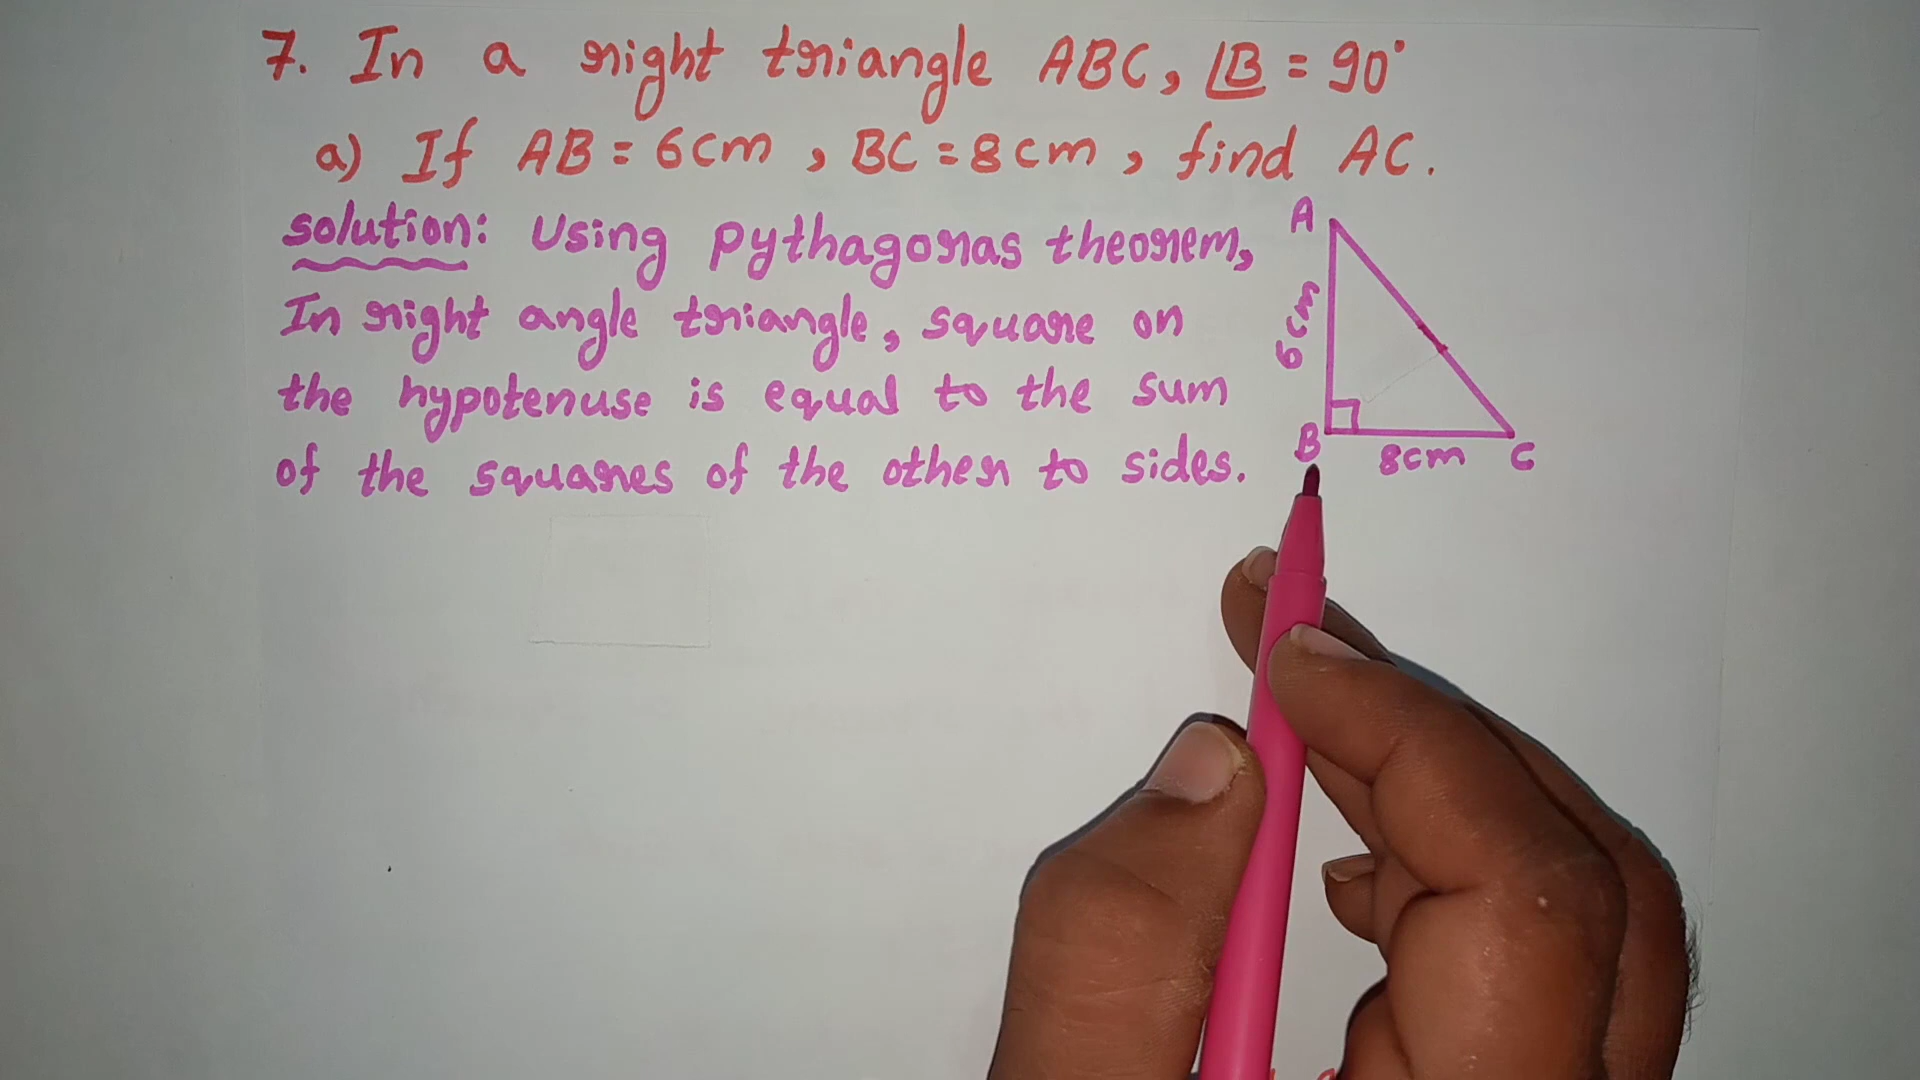 7. In a right triangle ABC, ∠B = 90°
a) If AB = 6cm, BC = 8cm, find AC.
solution: Using pythagoras theorem,
In right angle triangle, square on
the hypotenuse is equal to the sum
of the squares of the other to sides.
A
6cm
B
8cm C